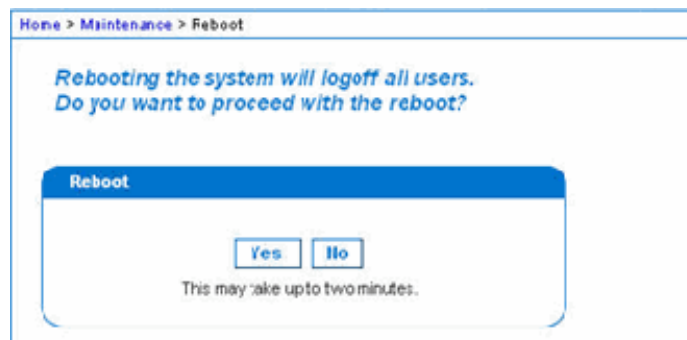 Home > Maintenance > Reboot
Rebooting the system will logoff all users.
Do you want to proceed with the reboot?
Reboot
Yes No
This may take up to two minutes.